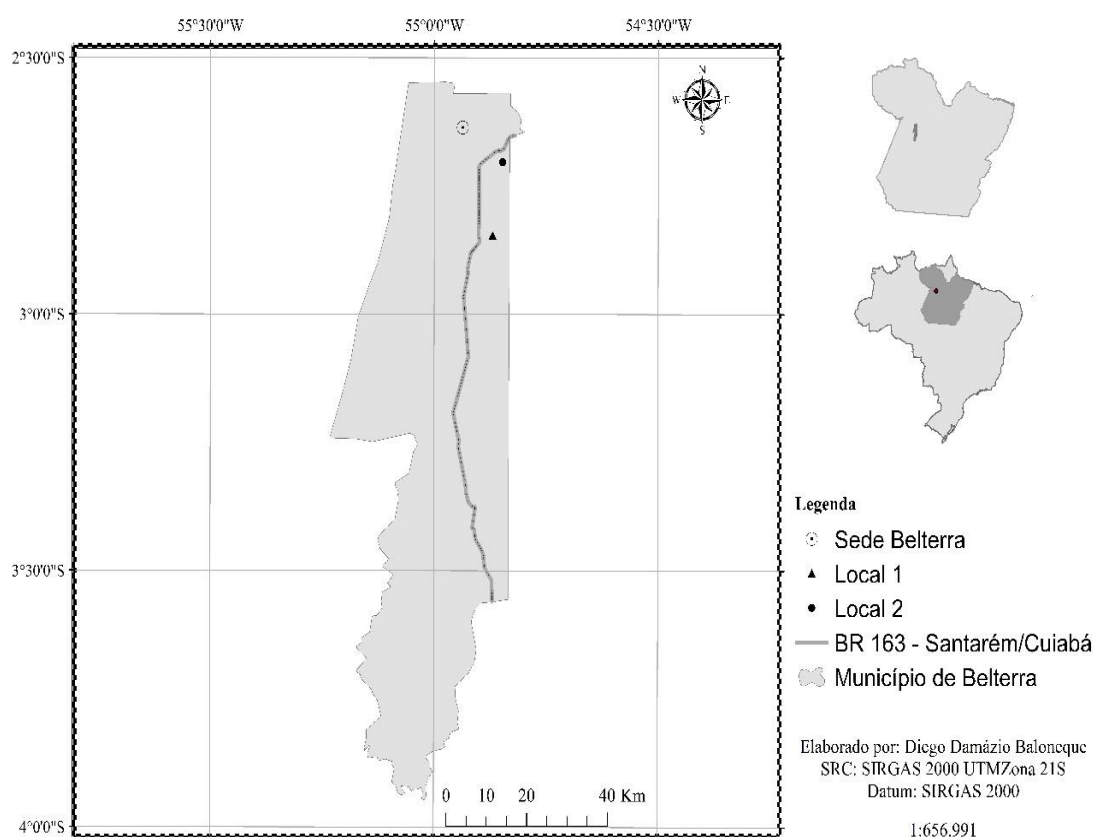 55°30'0"W 55°0'0"W 54°30'0"W
2°30'0"S
3°0'0"S
3°30'0"S
4°0'0"S
N
W E
S
0 10 20 40 Km
Legenda
Sede Belterra
Local 1
Local 2
BR 163 - Santarém/Cuiabá
Município de Belterra
Elaborado por: Diego Damázio Baloneque
SRC: SIRGAS 2000 UTMZona 21S
Datum: SIRGAS 2000
1:656.991